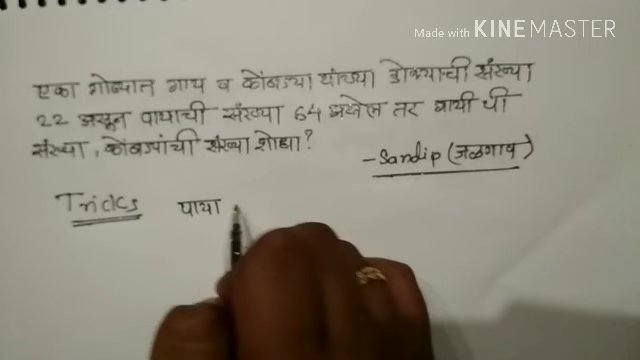 Made with KINEMASTER
एका गोठ्यात गाय व कोंबड्या यांच्या डोक्याची संख्या
22 असून पायाची संख्या 64 असेल तर गायी ची
संख्या, कोंबड्यांची संख्या शोधा?
-Sandip (जळगाव)
Tricks पाया